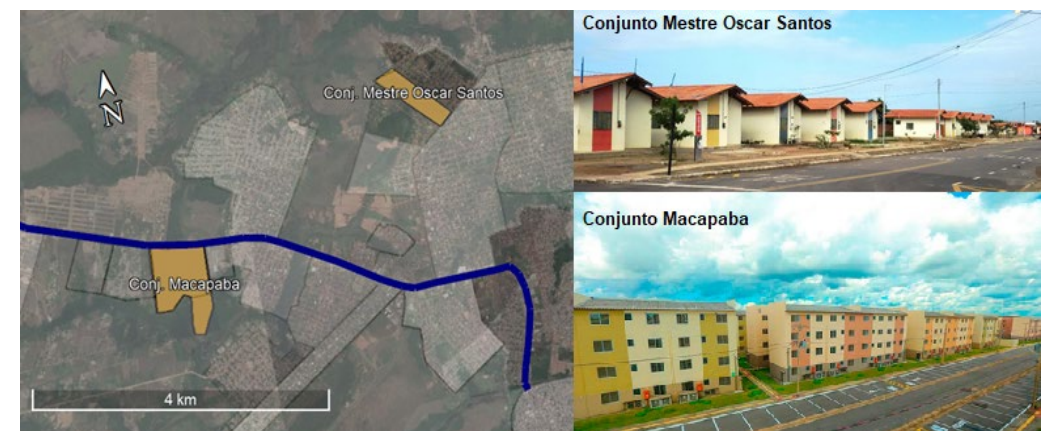 N
Conj. Mestre Oscar Santos
Conj. Macapaba
4 km
Conjunto Mestre Oscar Santos
Conjunto Macapaba